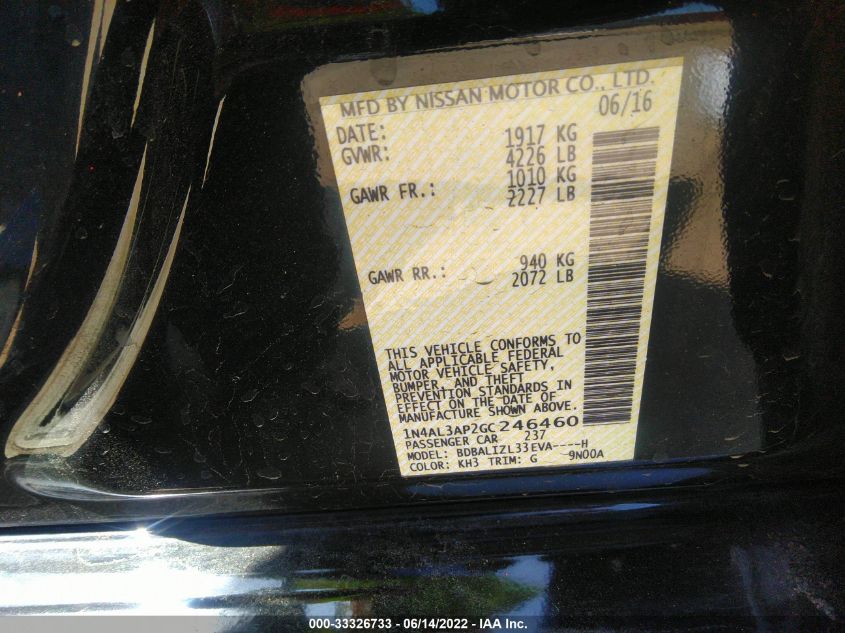 MFD BY NISSAN MOTOR CO., LTD.
DATE: 06/16
GVWR: 1917 KG
4226 LB
GAWR FR.: 1010 KG
2227 LB
GAWR RR.: 940 KG
2072 LB
THIS VEHICLE CONFORMS TO
ALL APPLICABLE FEDERAL
MOTOR VEHICLE SAFETY,
BUMPER, AND THEFT
PREVENTION STANDARDS IN
EFFECT ON THE DATE OF
MANUFACTURE SHOWN ABOVE.
1N4AL3AP2GC246460
PASSENGER CAR 237
MODEL: BDBALIZL33EVA----H
COLOR: KH3 TRIM: G 9N00A
000-33326733 - 06/14/2022 - IAA Inc.